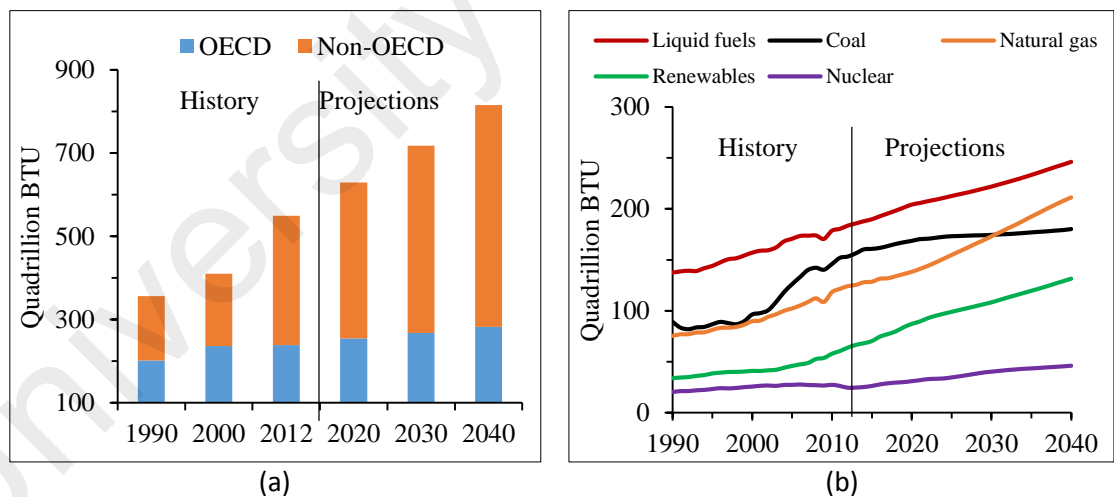 OECD Non-OECD
900
700
500
300
100
Quadrillion BTU
History Projections
1990 2000 2012 2020 2030 2040
(a)
Liquid fuels Coal Natural gas
Renewables Nuclear
300
200
100
0
Quadrillion BTU
History Projections
1990 2000 2010 2020 2030 2040
(b)
University